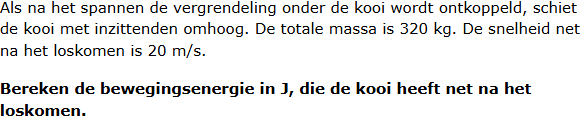 Als na het spannen de vergrendeling onder de kooi wordt ontkoppeld, schiet
de kooi met inzittenden omhoog. De totale massa is 320 kg. De snelheid net
na het loskomen is 20 m/s.
Bereken de bewegingsenergie in J, die de kooi heeft net na het
loskomen.